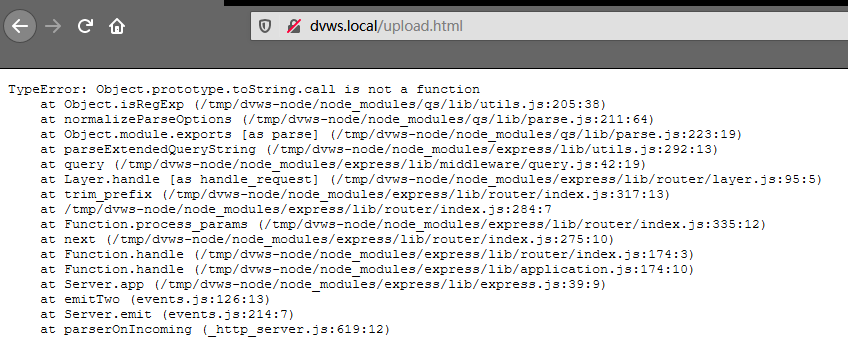 dvws.local/upload.html
TypeError: Object.prototype.toString.call is not a function
    at Object.isRegExp (/tmp/dvws-node/node_modules/qs/lib/utils.js:205:38)
    at normalizeParseOptions (/tmp/dvws-node/node_modules/qs/lib/parse.js:211:64)
    at Object.module.exports [as parse] (/tmp/dvws-node/node_modules/qs/lib/parse.js:223:19)
    at parseExtendedQueryString (/tmp/dvws-node/node_modules/express/lib/utils.js:292:13)
    at query (/tmp/dvws-node/node_modules/express/lib/middleware/query.js:42:19)
    at Layer.handle [as handle_request] (/tmp/dvws-node/node_modules/express/lib/router/layer.js:95:5)
    at trim_prefix (/tmp/dvws-node/node_modules/express/lib/router/index.js:317:13)
    at /tmp/dvws-node/node_modules/express/lib/router/index.js:284:7
    at Function.process_params (/tmp/dvws-node/node_modules/express/lib/router/index.js:335:12)
    at next (/tmp/dvws-node/node_modules/express/lib/router/index.js:275:10)
    at Function.handle (/tmp/dvws-node/node_modules/express/lib/router/index.js:174:3)
    at Function.handle (/tmp/dvws-node/node_modules/express/lib/application.js:174:10)
    at Server.app (/tmp/dvws-node/node_modules/express/lib/express.js:39:9)
    at emitTwo (events.js:126:13)
    at Server.emit (events.js:214:7)
    at parserOnIncoming (_http_server.js:619:12)